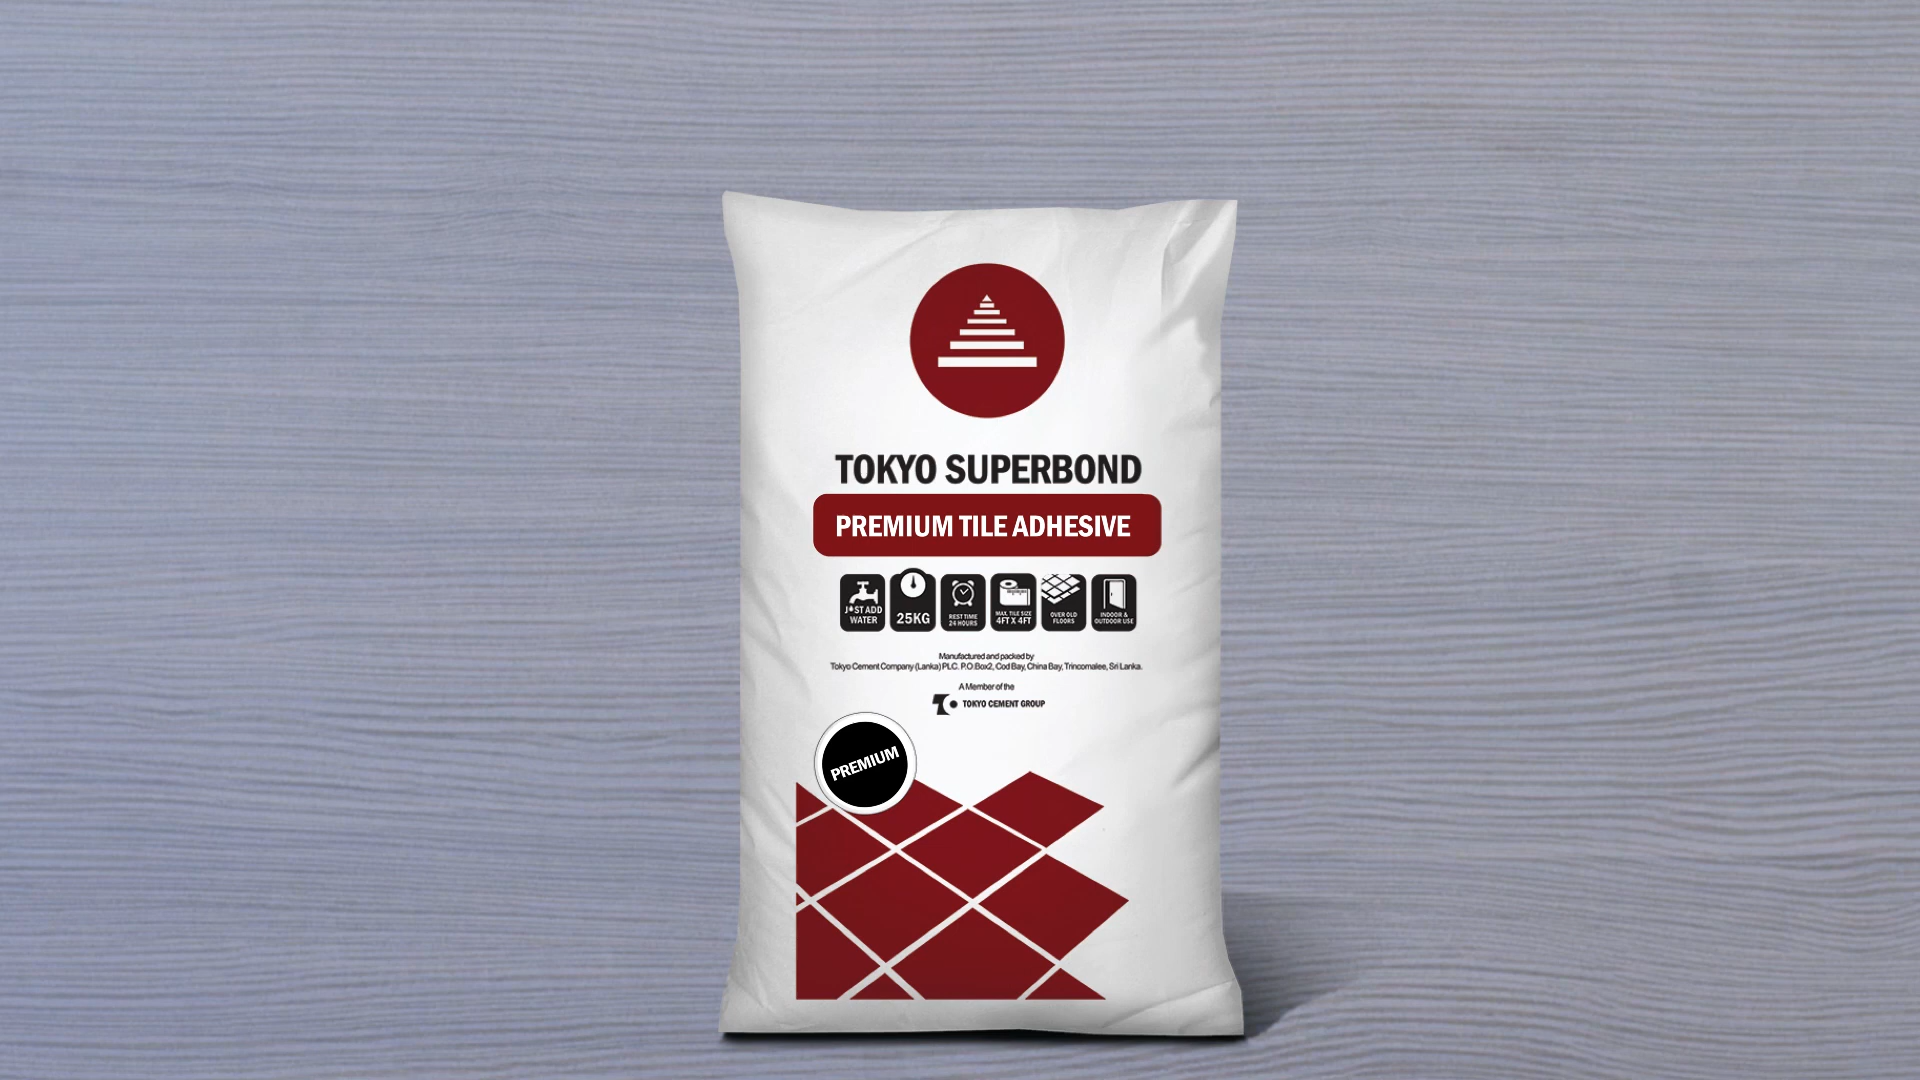 TOKYO SUPERBOND
PREMIUM TILE ADHESIVE
J*ST ADD
WATER
25KG
REST TIME
24 HOURS
MAX. TILE SIZE
4FT X 4FT
OVER OLD
FLOORS
INDOOR &
OUTDOOR USE
Manufactured and packed by
Tokyo Cement Company (Lanka) PLC. P.O.Box2, Cod Bay, China Bay, Trincomalee, Sri Lanka.
A Member of the
TOKYO CEMENT GROUP
PREMIUM